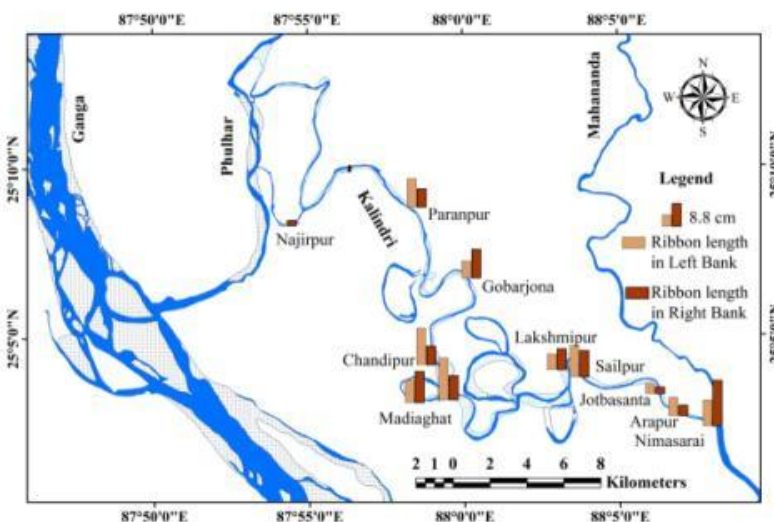 87°50'0"E 87°55'0"E 88°0'0"E 88°5'0"E
Ganga
Phulhar
Mahananda
N
W E
S
25°10'0"N
25°10'0"N
Legend
8.8 cm
Ribbon length
in Left Bank
Ribbon length
in Right Bank
Kalindri
Paranpur
Najirpur
Gobarjona
25°5'0"N
Lakshmipur
Chandipur
Sailpur
Jotbasanta
Madiaghat
Arapur
Nimasarai
2 1 0 2 4 6 8
Kilometers
87°50'0"E 87°55'0"E 88°0'0"E 88°5'0"E